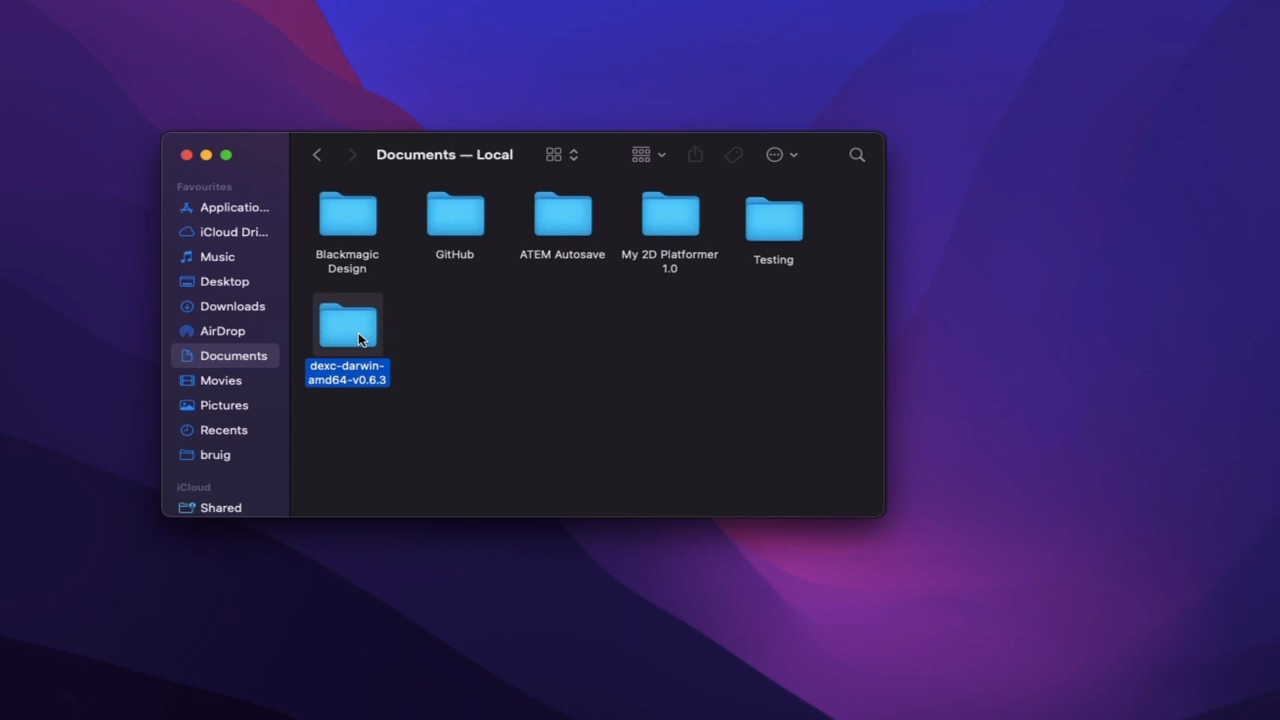 Documents — Local
Favourites
Applicatio...
iCloud Dri...
Music
Desktop
Downloads
AirDrop
Documents
Movies
Pictures
Recents
bruig
iCloud
Shared
Blackmagic
Design
GitHub
ATEM Autosave
My 2D Platformer
1.0
Testing
dexc-darwin-
amd64-v0.6.3